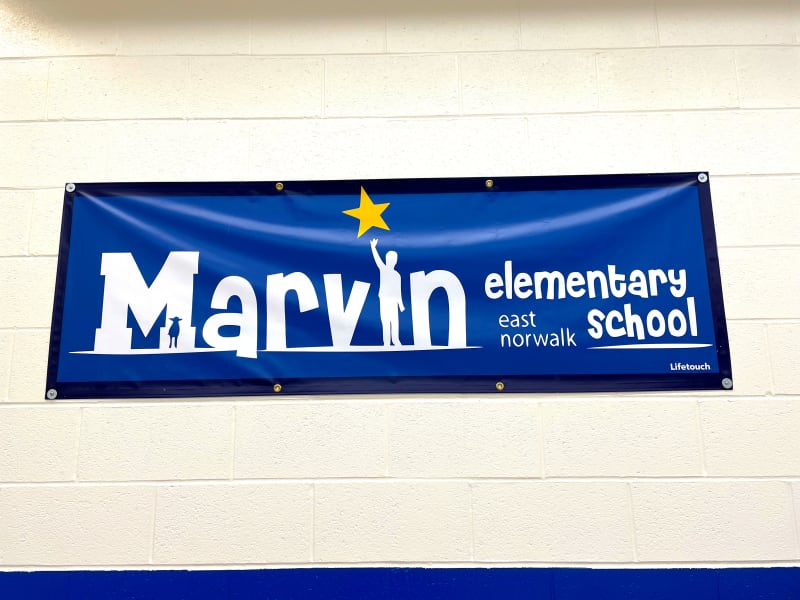 Marvin
elementary
school
east
norwalk
Lifetouch